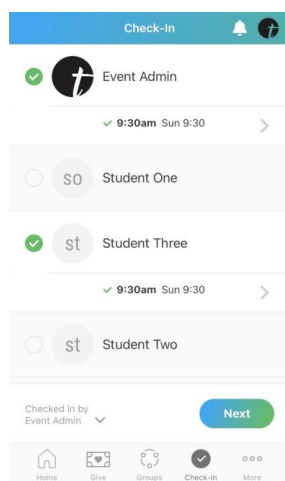 Check-In
Event Admin
9:30am Sun 9:30
so Student One
st Student Three
9:30am Sun 9:30
st Student Two
Checked in by
Event Admin
Next
Home Give Groups Check-In More